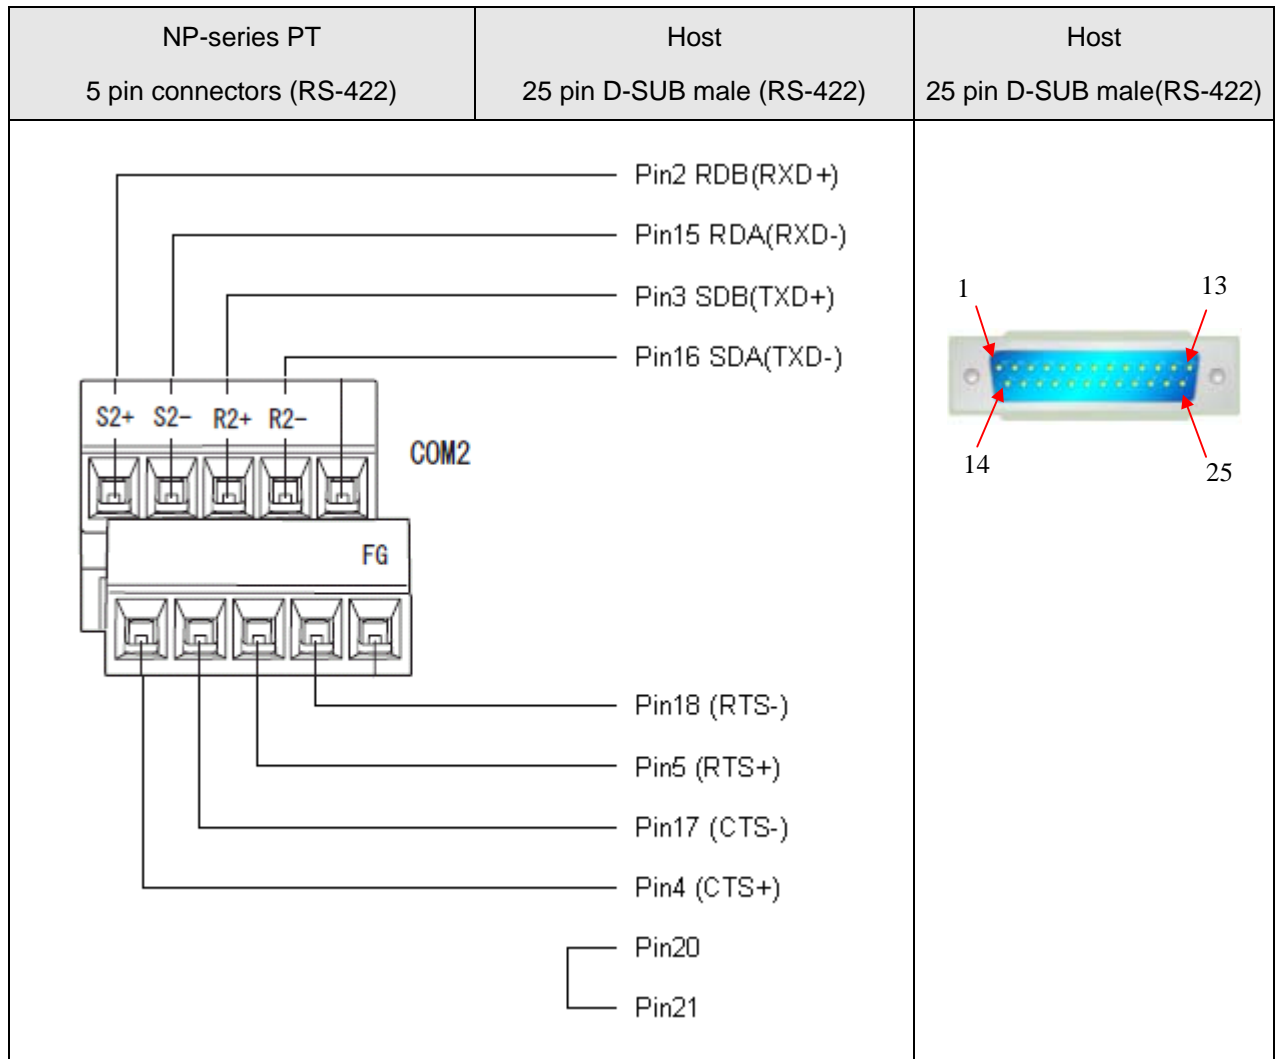 NP-series PT
5 pin connectors (RS-422)
Host
25 pin D-SUB male (RS-422)
Host
25 pin D-SUB male(RS-422)
Pin2 RDB(RXD+)
Pin15 RDA(RXD-)
Pin3 SDB(TXD+)
Pin16 SDA(TXD-)
S2+ S2- R2+ R2-
COM2
FG
Pin18 (RTS-)
Pin5 (RTS+)
Pin17 (CTS-)
Pin4 (CTS+)
Pin20
Pin21
1
13
14
25